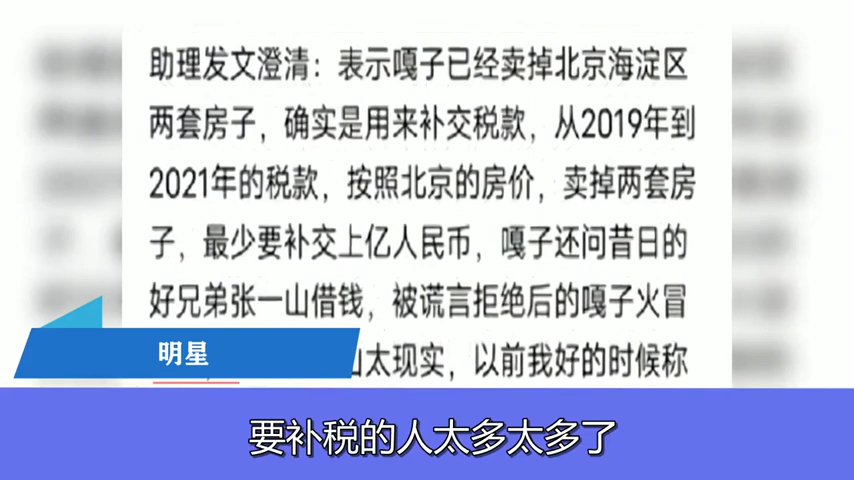 助理发文澄清：表示嘎子已经卖掉北京海淀区
两套房子，确实是用来补交税款，从2019年到
2021年的税款，按照北京的房价，卖掉两套房
子，最少要补交上亿人民币，嘎子还问昔日的
好兄弟张一山借钱，被谎言拒绝后的嘎子火冒
山太现实，以前我好的时候称
明星
要补税的人太多太多了